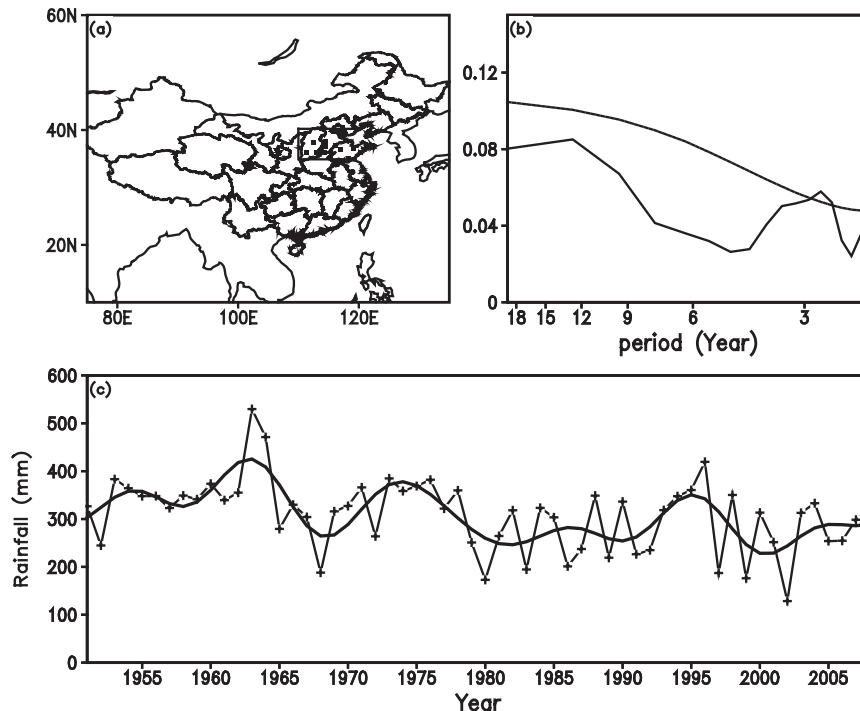 60N
(a)
40N
20N
80E 100E 120E
(b)
0.12
0.08
0.04
0
18 15 12 9 6 3
period (Year)
600
(c)
500
400
300
200
100
0
Rainfall (mm)
1955 1960 1965 1970 1975 1980 1985 1990 1995 2000 2005
Year